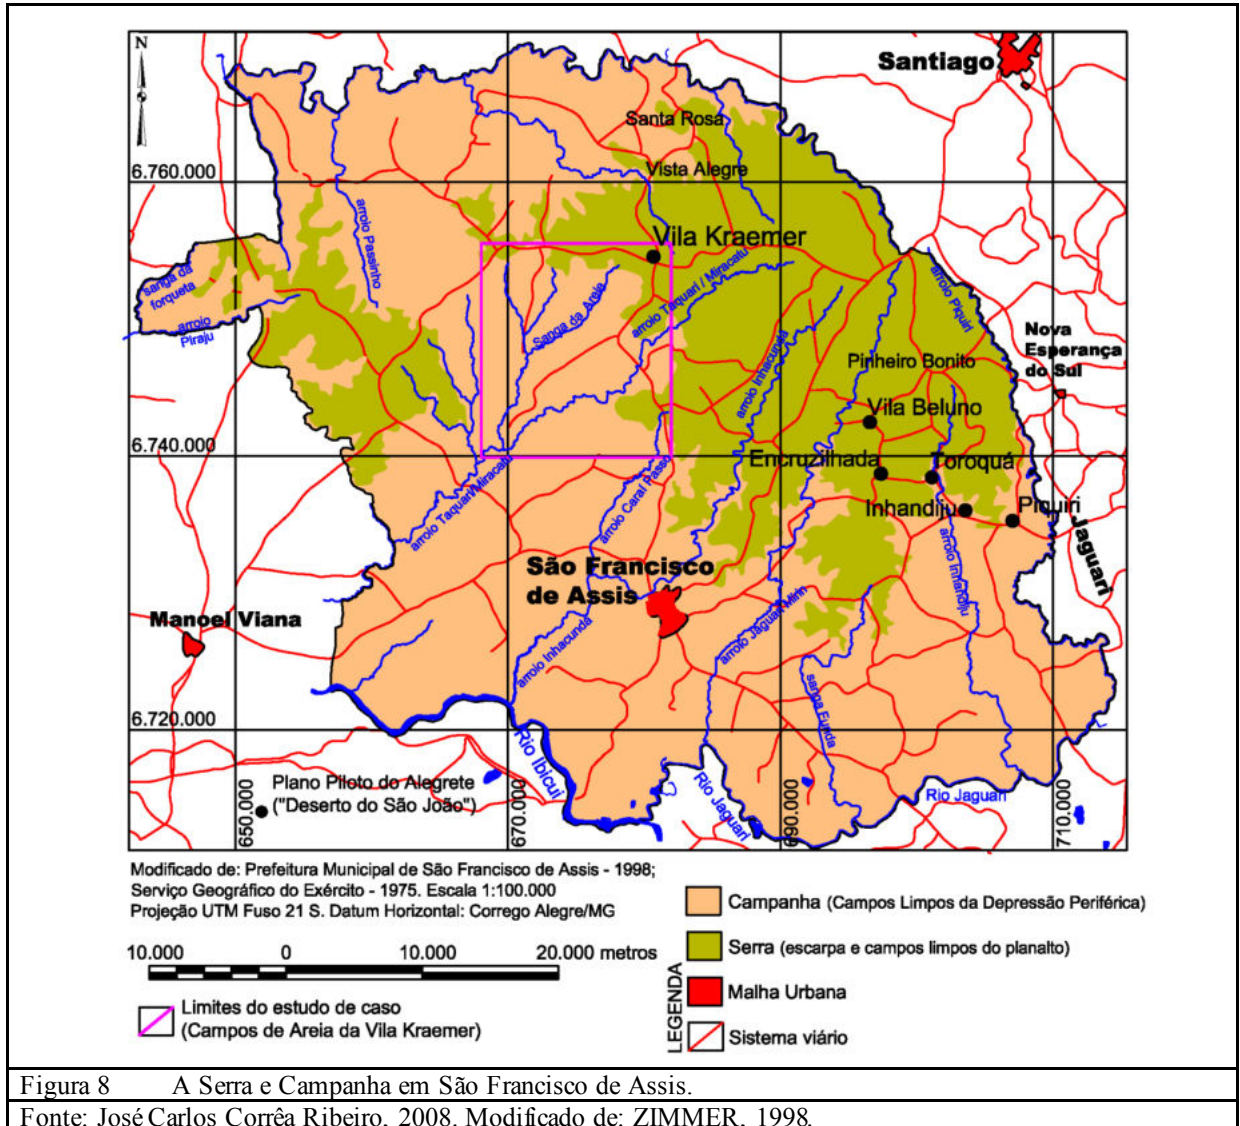 N
Santiago
Santa Rosa
Vista Alegre
6.760.000
arroio Passinho
Vila Kraemer
sanga da
forqueta
arroio
Piraju
Sanga da Areia
arroio Taquari / Miracatu
arroio Piquiri
Nova
Esperança
do Sul
arroio Inhacunda
Pinheiro Bonito
Vila Beluno
6.740.000
Encruzilhada
Toroquá
arroio Taquari/Miracatu
arroio Caraí Passo
Inhandiju
Piquiri
Jaguari
arroio Inhandiju
São Francisco
de Assis
Manoel Viana
arroio Inhacunda
arroio Jaguari Mirin
sanga Funda
6.720.000
Rio Ibicuí
Rio Jaguari
Rio Jaguari
Plano Piloto do Alegrete
("Deserto do São João")
650.000
670.000
690.000
710.000
Modificado de: Prefeitura Municipal de São Francisco de Assis - 1998;
Serviço Geográfico do Exército - 1975. Escala 1:100.000
Projeção UTM Fuso 21 S. Datum Horizontal: Corrego Alegre/MG
10.000 0 10.000 20.000 metros
Limites do estudo de caso
(Campos de Areia da Vila Kraemer)
LEGENDA
Campanha (Campos Limpos da Depressão Periférica)
Serra (escarpa e campos limpos do planalto)
Malha Urbana
Sistema viário
Figura 8 A Serra e Campanha em São Francisco de Assis.
Fonte: José Carlos Corrêa Ribeiro, 2008. Modificado de: ZIMMER, 1998.